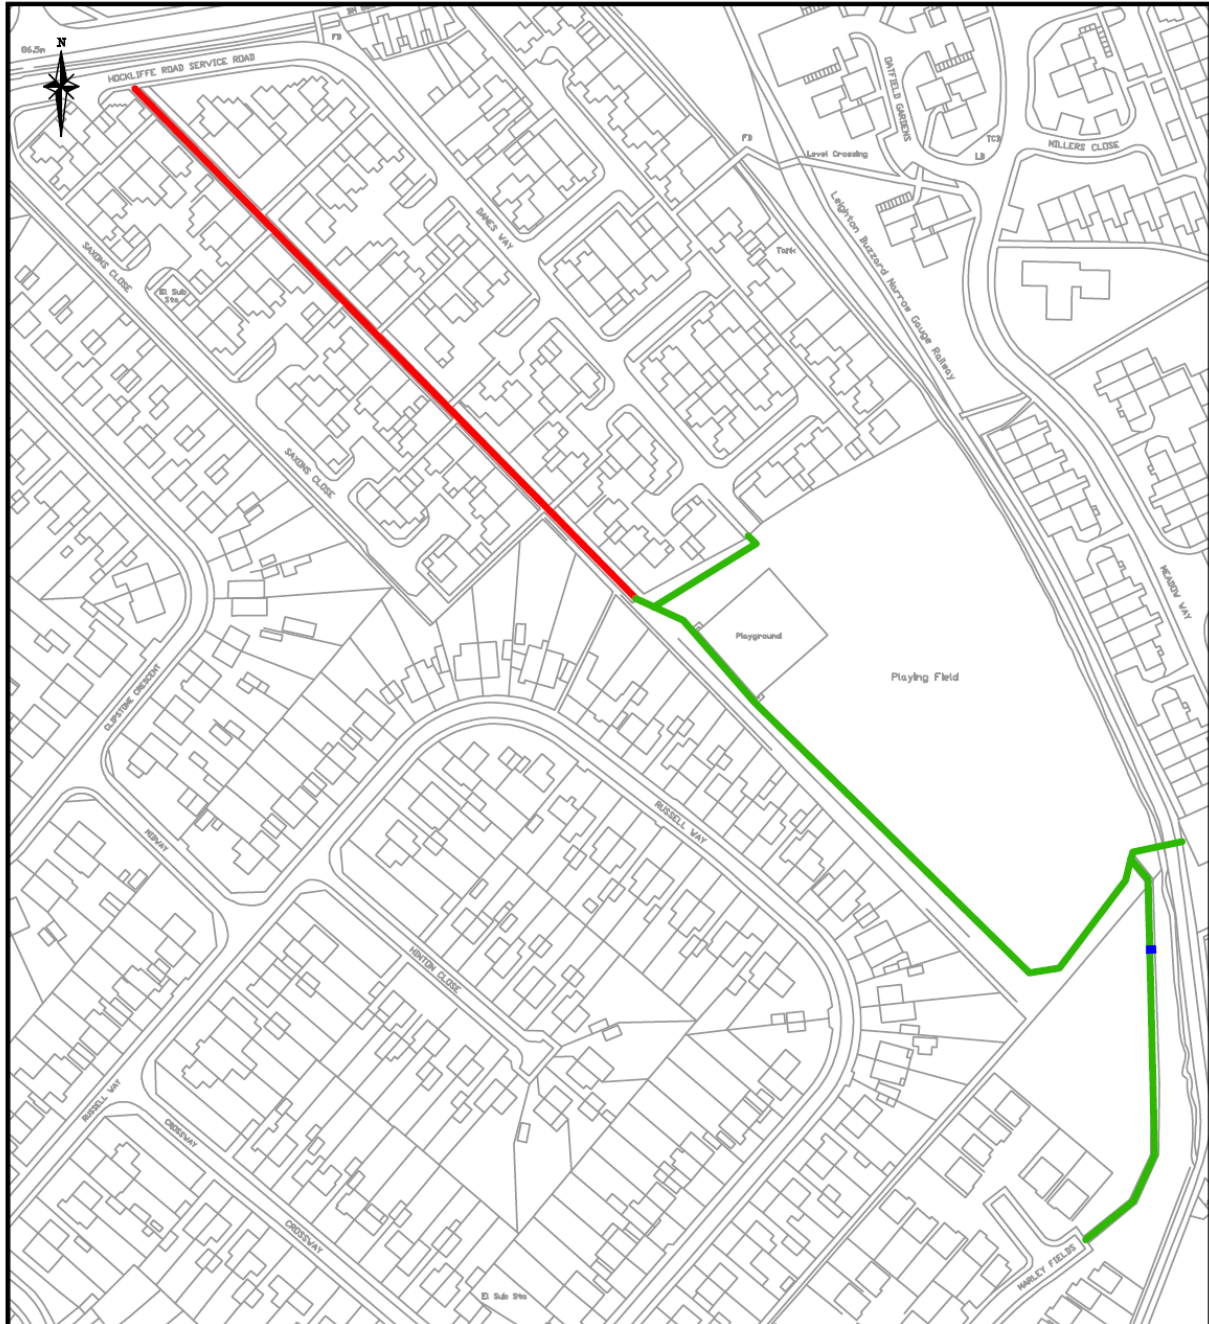 86.5m
N
HOCKLIFFE ROAD SERVICE ROAD
FB
OATFIELD GARDENS
TCB
LB
MILLERS CLOSE
FB
Level Crossing
Leighton Buzzard Narrow Gauge Railway
DANES WAY
Tank
SAXONS CLOSE
El Sub
Sta
SAXONS CLOSE
MEADOW WAY
Playground
Playing Field
CLIPSTONE CRESCENT
MIDWAY
RUSSELL WAY
HINTON CLOSE
RUSSELL WAY
CROSSWAY
CROSSWAY
El Sub Sta
HARLEY FIELDS